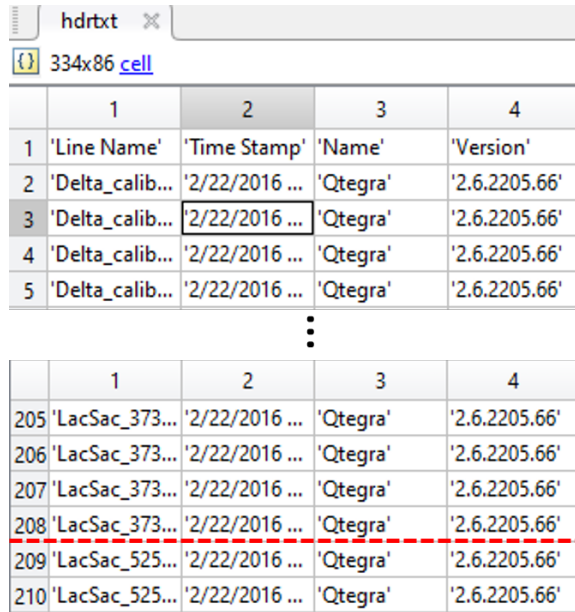 hdrtxt
{} 334x86 cell
1 2 3 4
1 'Line Name' 'Time Stamp' 'Name' 'Version'
2 'Delta_calib... '2/22/2016 ... 'Qtegra' '2.6.2205.66'
3 'Delta_calib... '2/22/2016 ... 'Qtegra' '2.6.2205.66'
4 'Delta_calib... '2/22/2016 ... 'Qtegra' '2.6.2205.66'
5 'Delta_calib... '2/22/2016 ... 'Qtegra' '2.6.2205.66'
1 2 3 4
205 'LacSac_373... '2/22/2016 ... 'Qtegra' '2.6.2205.66'
206 'LacSac_373... '2/22/2016 ... 'Qtegra' '2.6.2205.66'
207 'LacSac_373... '2/22/2016 ... 'Qtegra' '2.6.2205.66'
208 'LacSac_373... '2/22/2016 ... 'Qtegra' '2.6.2205.66'
209 'LacSac_525... '2/22/2016 ... 'Qtegra' '2.6.2205.66'
210 'LacSac_525... '2/22/2016 ... 'Qtegra' '2.6.2205.66'